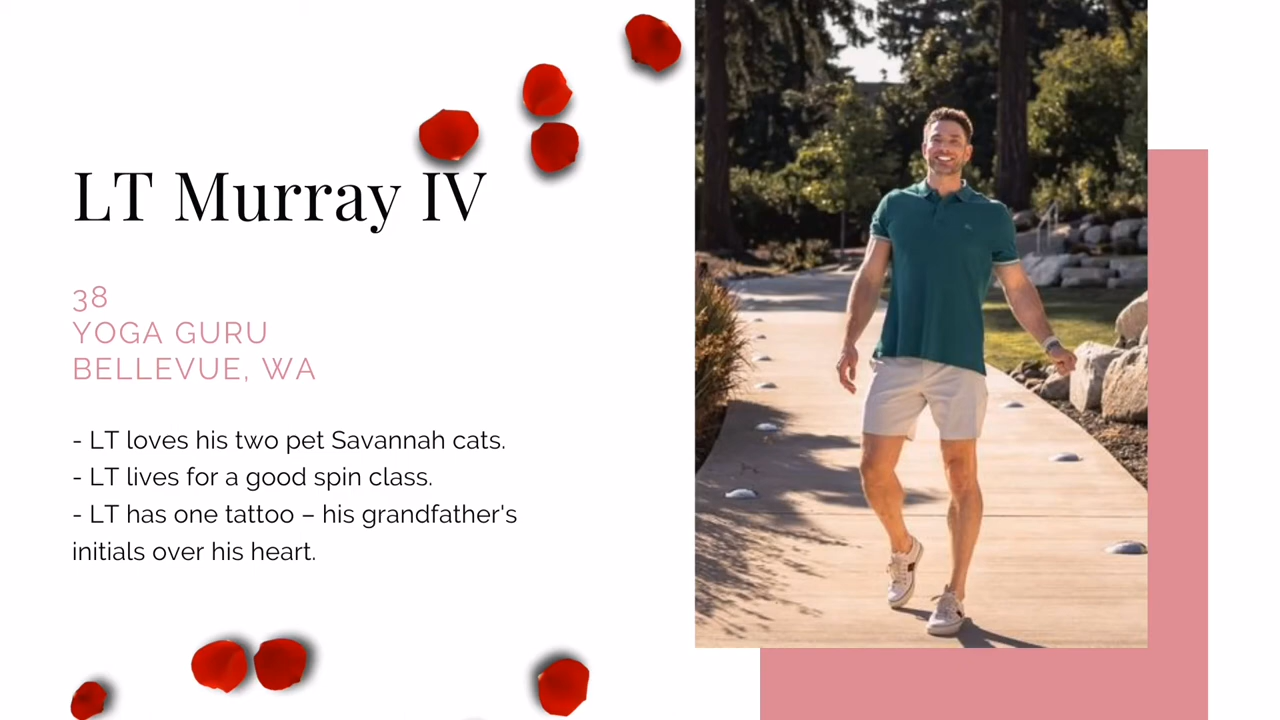 LT Murray IV
38
YOGA GURU
BELLEVUE, WA
- LT loves his two pet Savannah cats.
- LT lives for a good spin class.
- LT has one tattoo – his grandfather's
initials over his heart.